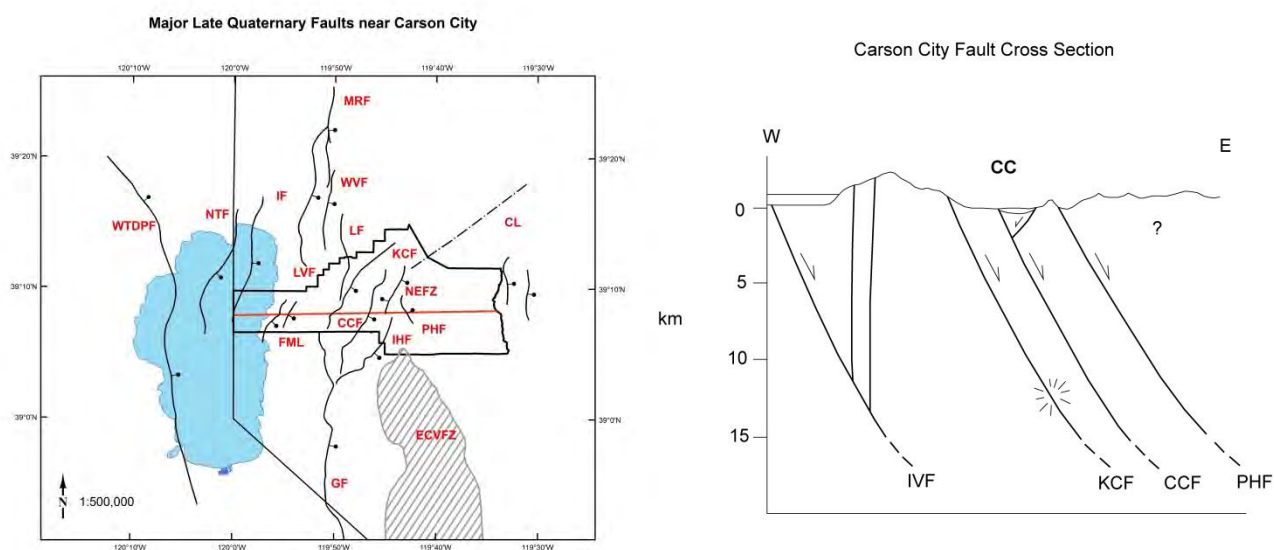 Major Late Quaternary Faults near Carson City
120°10'W 120°0'W 119°50'W 119°40'W 119°30'W
39°20'N
39°10'N
39°0'N
39°20'N
39°10'N
39°0'N
MRF
WVF
IF
NTF
WTDPF
LF
CL
KCF
LVF
NEFZ
CCF
PHF
FML
IHF
ECVFZ
GF
N
1:500,000
120°10'W 120°0'W 119°50'W 119°40'W 119°30'W
Carson City Fault Cross Section
W
E
CC
0
5
10
15
km
?
IVF
KCF
CCF
PHF